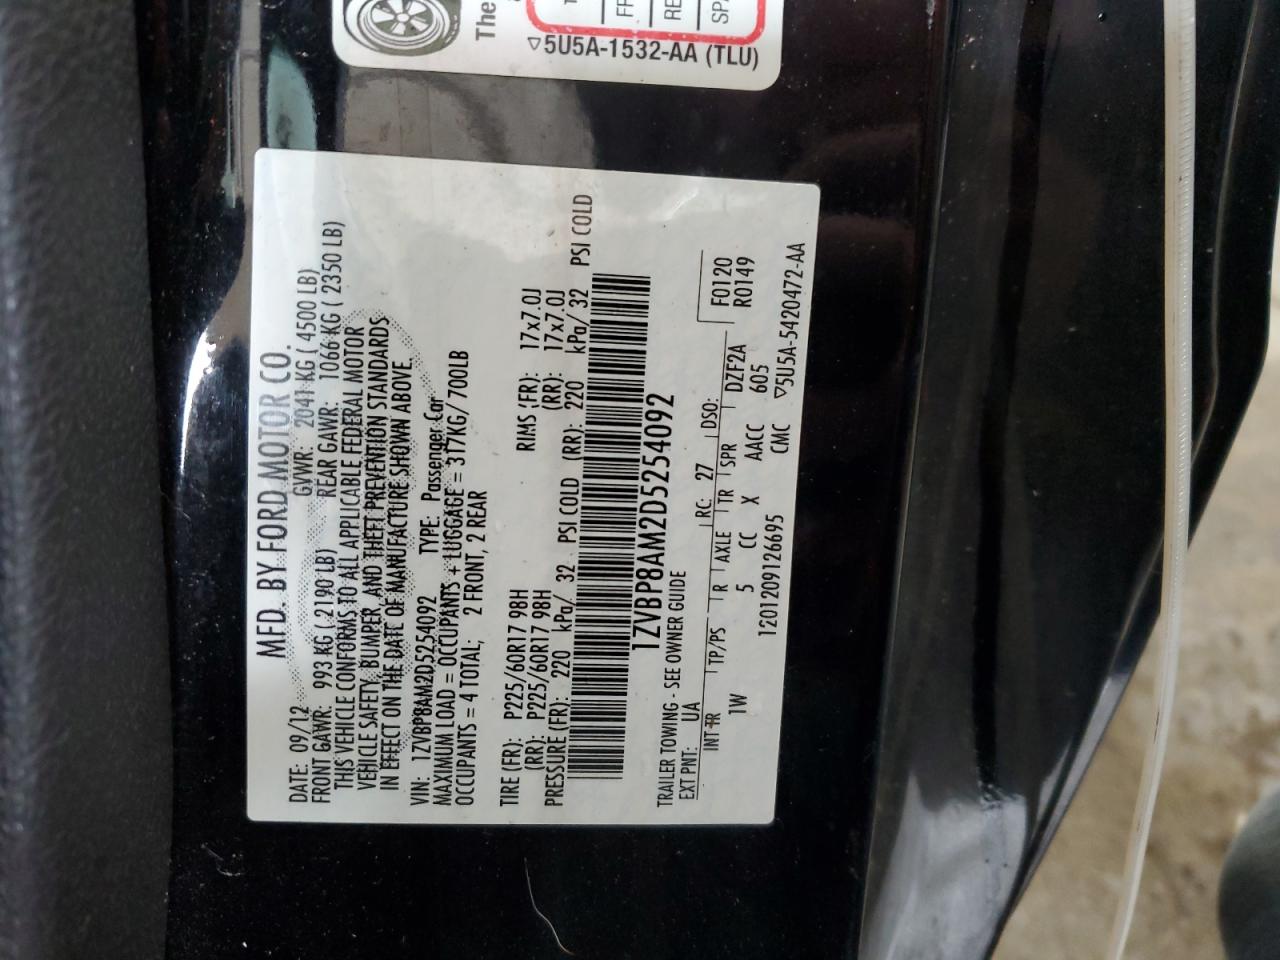 The
FR
RE
SPA
▽5U5A-1532-AA (TLU)
MFD. BY FORD MOTOR CO.
DATE: 09/12 GVWR: 2041 KG ( 4500 LB)
FRONT GAWR: 993 KG ( 2190 LB) REAR GAWR: 1066 KG ( 2350 LB)
THIS VEHICLE CONFORMS TO ALL APPLICABLE FEDERAL MOTOR
VEHICLE SAFETY, BUMPER, AND THEFT PREVENTION STANDARDS
IN EFFECT ON THE DATE OF MANUFACTURE SHOWN ABOVE.
VIN: 1ZVBP8AM2D5254092 TYPE: Passenger Car
MAXIMUM LOAD = OCCUPANTS + LUGGAGE = 317KG/700LB
OCCUPANTS = 4 TOTAL; 2 FRONT, 2 REAR
TIRE (FR): P225/60R17 98H RIMS (FR): 17x7.0J
(RR): P225/60R17 98H (RR): 17x7.0J
PRESSURE (FR): 220 kPa/ 32 PSI COLD (RR): 220 kPa/ 32 PSI COLD
1ZVBP8AM2D5254092
TRAILER TOWING - SEE OWNER GUIDE
EXT PNT: UA RC: 27 DSO: F0120
INT TR TP/PS R AXLE TR SPR DZF2A R0149
1W 5 CC X AACC 605
1201209126695 CMC ▽5U5A-5420472-AA